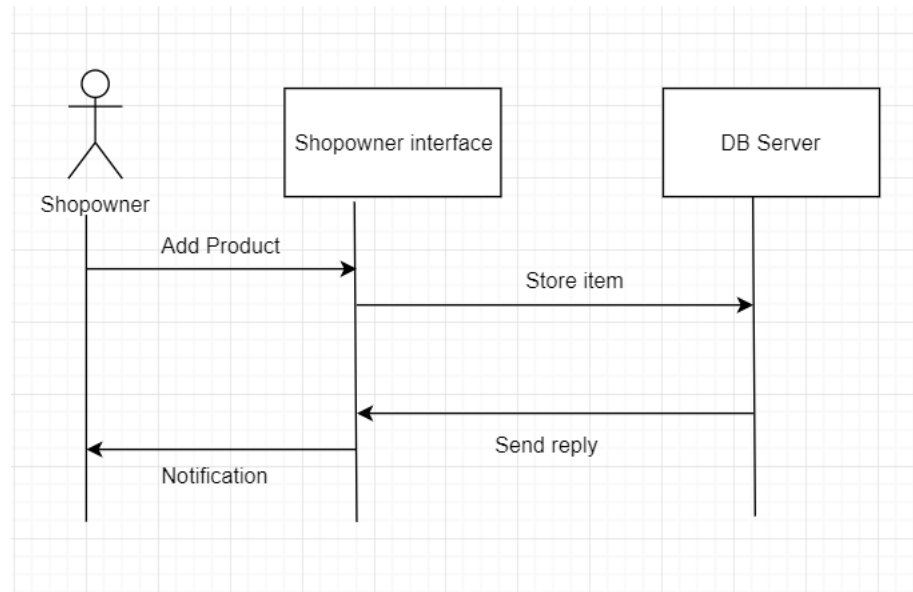 Shopowner interface
DB Server
Shopowner
Add Product
Store item
Send reply
Notification